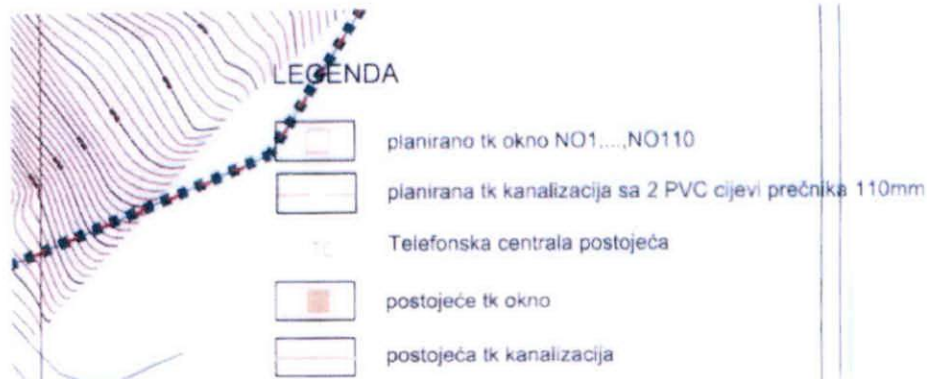 LEGENDA
planirano tk okno NO1,...,NO110
planirana tk kanalizacija sa 2 PVC cijevi prečnika 110mm
TC Telefonska centrala postojeća
postojeće tk okno
postojeća tk kanalizacija